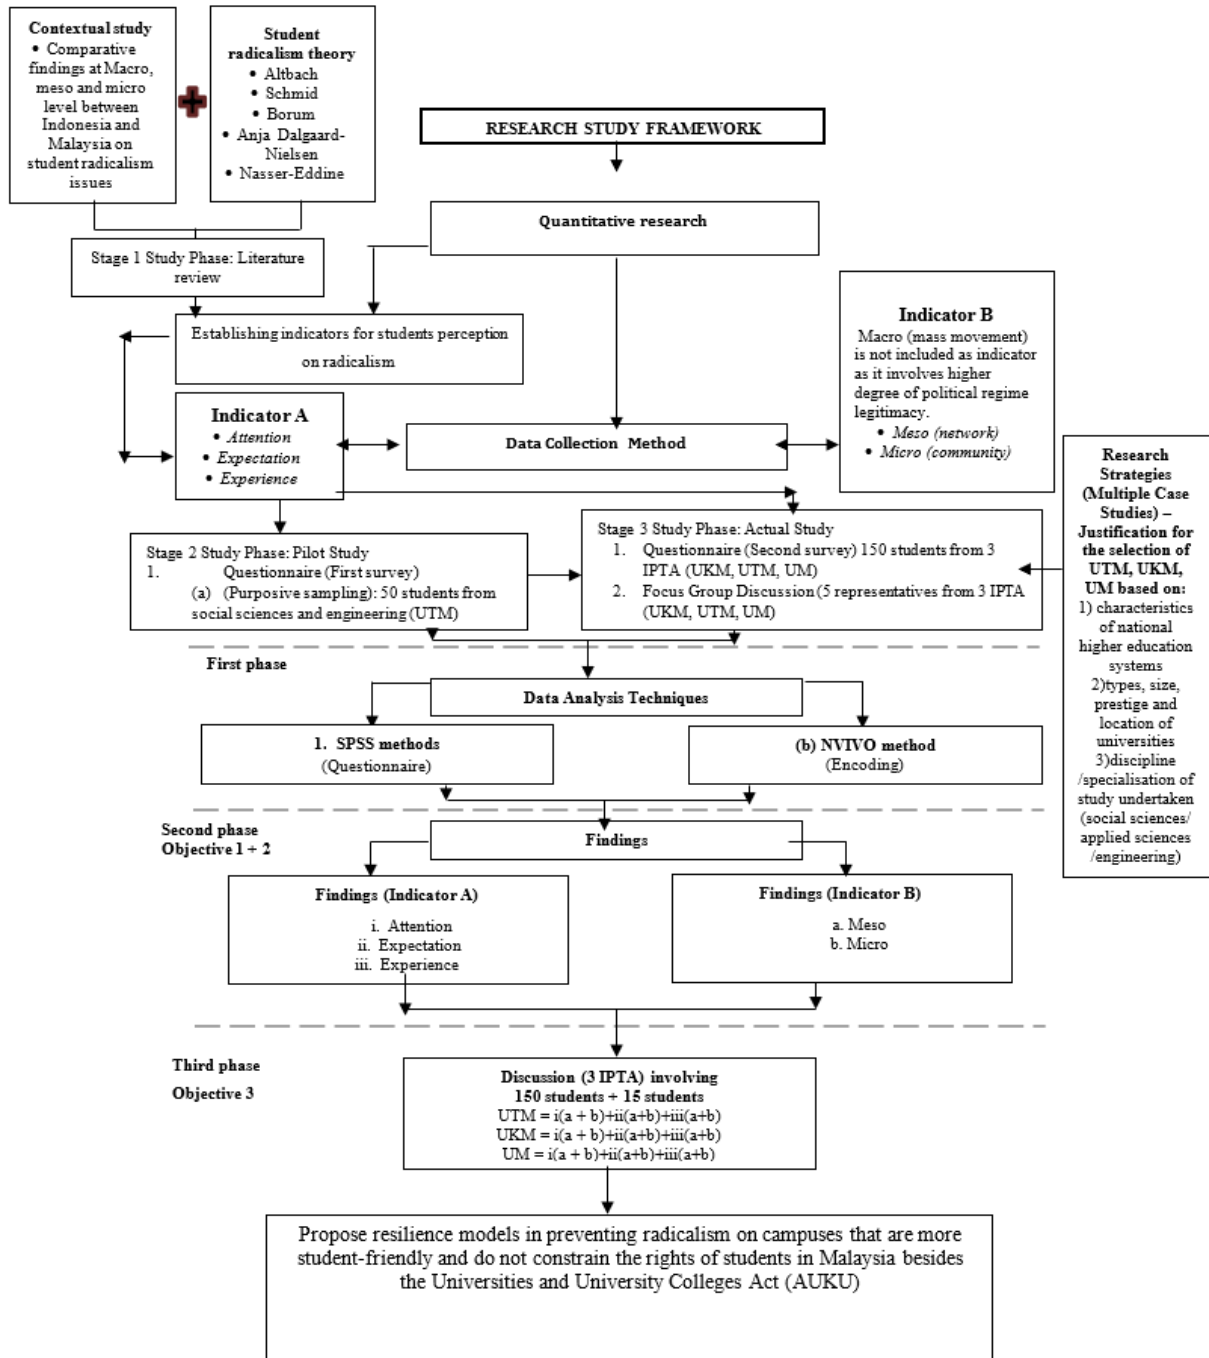 Contextual study
• Comparative
findings at Macro,
meso and micro
level between
Indonesia and
Malaysia on
student radicalism
issues
Student
radicalism theory
• Altbach
• Schmid
• Borum
• Anja Dalgaard-
Nielsen
• Nasser-Eddine
RESEARCH STUDY FRAMEWORK
Quantitative research
Stage 1 Study Phase: Literature
review
Establishing indicators for students perception
on radicalism
Indicator A
• Attention
• Expectation
• Experience
Data Collection Method
Indicator B
Macro (mass movement)
is not included as indicator
as it involves higher
degree of political regime
legitimacy.
• Meso (network)
• Micro (community)
Research
Strategies
(Multiple Case
Studies) –
Justification for
the selection of
UTM, UKM,
UM based on:
1) characteristics
of national
higher education
systems
2)types, size,
prestige and
location of
universities
3)discipline
/specialisation of
study undertaken
(social sciences/
applied sciences
/engineering)
Stage 2 Study Phase: Pilot Study
1. Questionnaire (First survey)
(a) (Purposive sampling): 50 students from
social sciences and engineering (UTM)
Stage 3 Study Phase: Actual Study
1. Questionnaire (Second survey) 150 students from 3
IPTA (UKM, UTM, UM)
2. Focus Group Discussion (5 representatives from 3 IPTA
(UKM, UTM, UM)
First phase
Data Analysis Techniques
1. SPSS methods
(Questionnaire)
(b) NVIVO method
(Encoding)
Second phase
Objective 1 + 2
Findings
Findings (Indicator A)
i. Attention
ii. Expectation
iii. Experience
Findings (Indicator B)
a. Meso
b. Micro
Third phase
Objective 3
Discussion (3 IPTA) involving
150 students + 15 students
UTM = i(a + b)+ii(a+b)+iii(a+b)
UKM = i(a + b)+ii(a+b)+iii(a+b)
UM = i(a + b)+ii(a+b)+iii(a+b)
Propose resilience models in preventing radicalism on campuses that are more
student-friendly and do not constrain the rights of students in Malaysia besides
the Universities and University Colleges Act (AUKU)